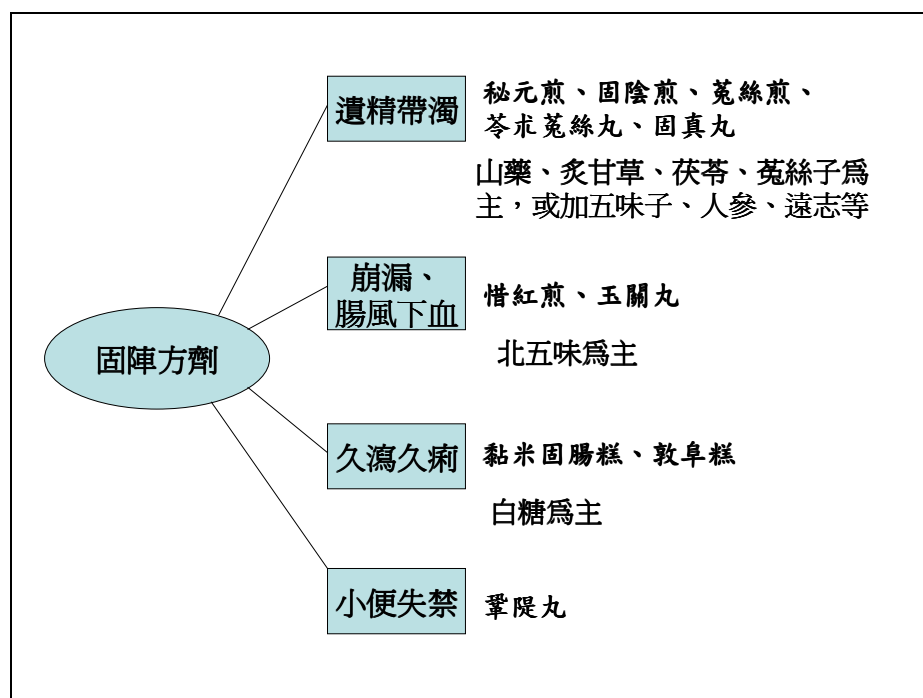 遺精帶濁
秘元煎、固陰煎、菟絲煎、
苓朮菟絲丸、固真丸
山藥、炙甘草、茯苓、菟絲子爲
主，或加五味子、人參、遠志等
崩漏、
腸風下血
惜紅煎、玉關丸
北五味爲主
固陣方劑
久瀉久痢
黏米固腸糕、敦阜糕
白糖爲主
小便失禁
鞏隄丸